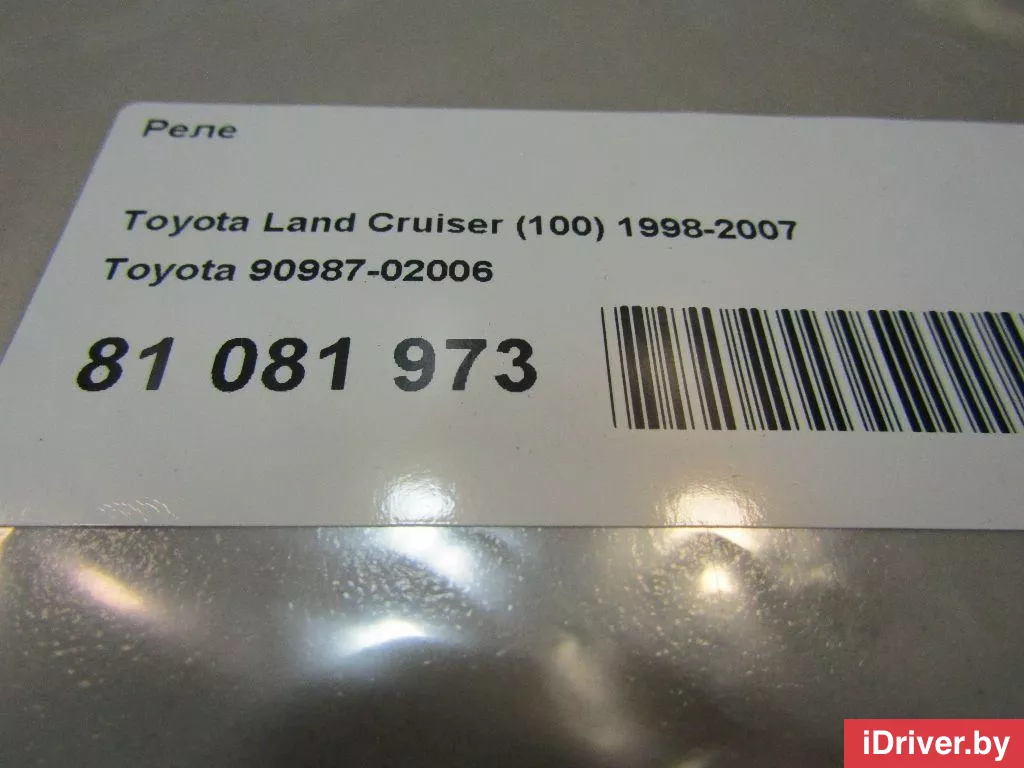 Реле
Toyota Land Cruiser (100) 1998-2007
Toyota 90987-02006
81 081 973
iDriver.by